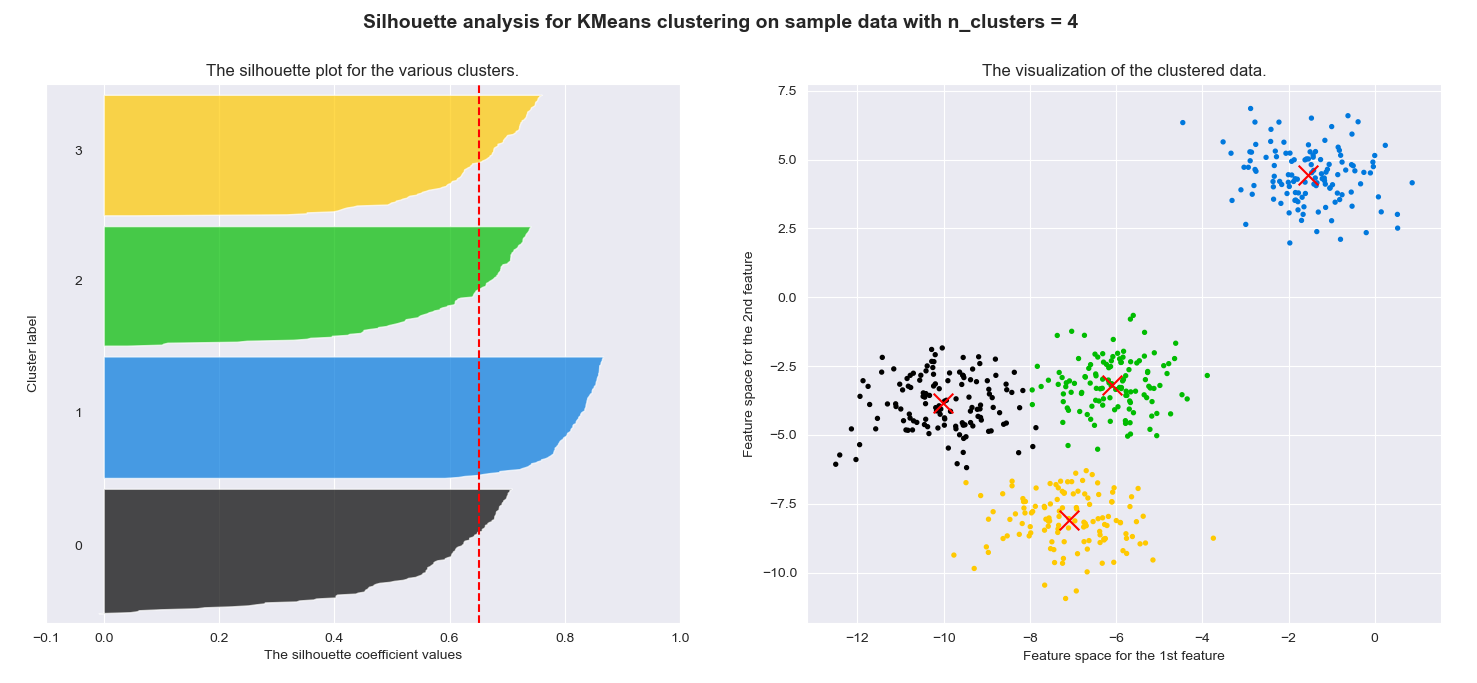 Silhouette analysis for KMeans clustering on sample data with n_clusters = 4
The silhouette plot for the various clusters.
3
2
1
0
Cluster label
−0.1 0.0 0.2 0.4 0.6 0.8 1.0
The silhouette coefficient values
The visualization of the clustered data.
7.5
5.0
2.5
0.0
−2.5
−5.0
−7.5
−10.0
Feature space for the 2nd feature
−12 −10 −8 −6 −4 −2 0
Feature space for the 1st feature